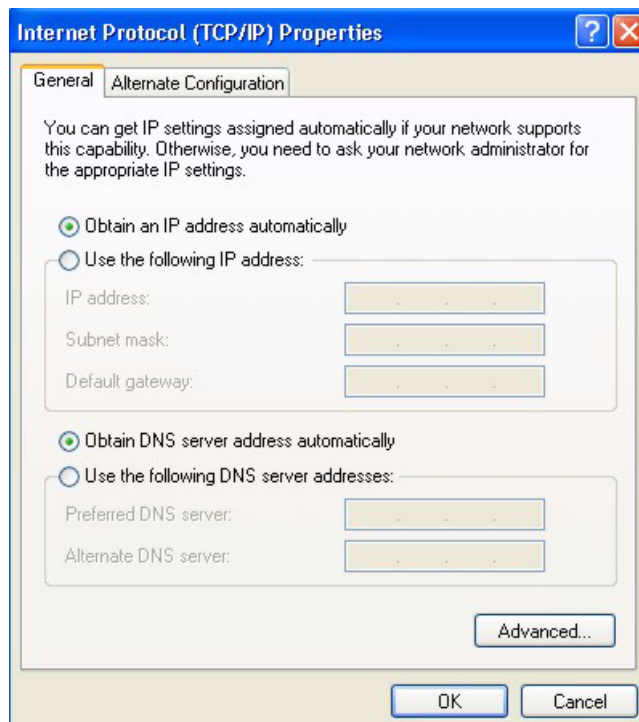 Internet Protocol (TCP/IP) Properties
General
Alternate Configuration
You can get IP settings assigned automatically if your network supports
this capability. Otherwise, you need to ask your network administrator for
the appropriate IP settings.
Obtain an IP address automatically
Use the following IP address:
IP address:
Subnet mask:
Default gateway:
Obtain DNS server address automatically
Use the following DNS server addresses:
Preferred DNS server:
Alternate DNS server:
Advanced...
OK
Cancel